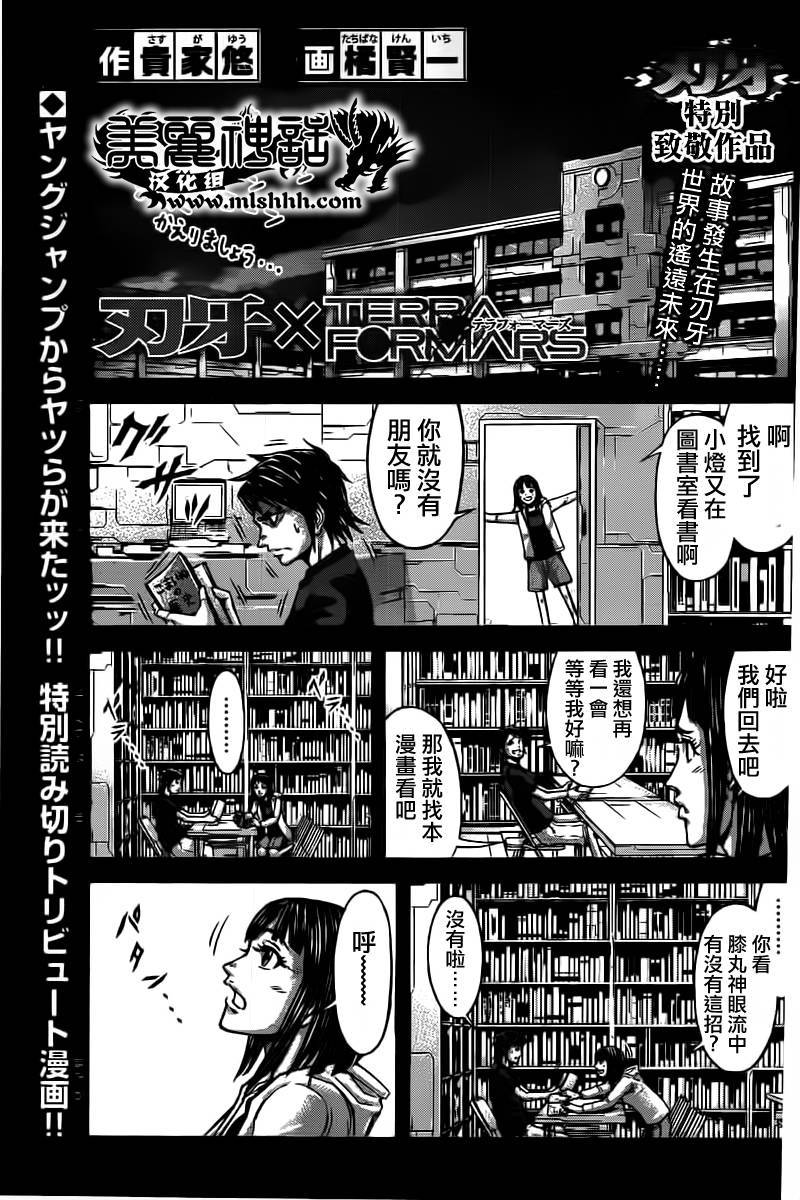 刃牙
特別
致敬作品
故事發生在刃牙
世界的遙遠未來……
さす が ゆう
作 貴家悠
たちばな けん いち
画 橘賢一
美麗神話
汉化组
www.mlshhh.com
かえりましょう・・・
刃牙×TERRA FORMARS
テラフォーマーズ
◆ヤングジャンプからヤツらが来たッッ!! 特別読み切りトリビュート漫画!!
啊
找到了
小燈又在
圖書室看書啊
你就沒有
朋友嗎?
好啦
我們回去吧
我還想再
看一會
等等我好嘛?
那我就找本
漫畫看吧
………
………
你看
膝丸神眼流中
有沒有這招?
沒有啦……
呼~~~~
パタン…